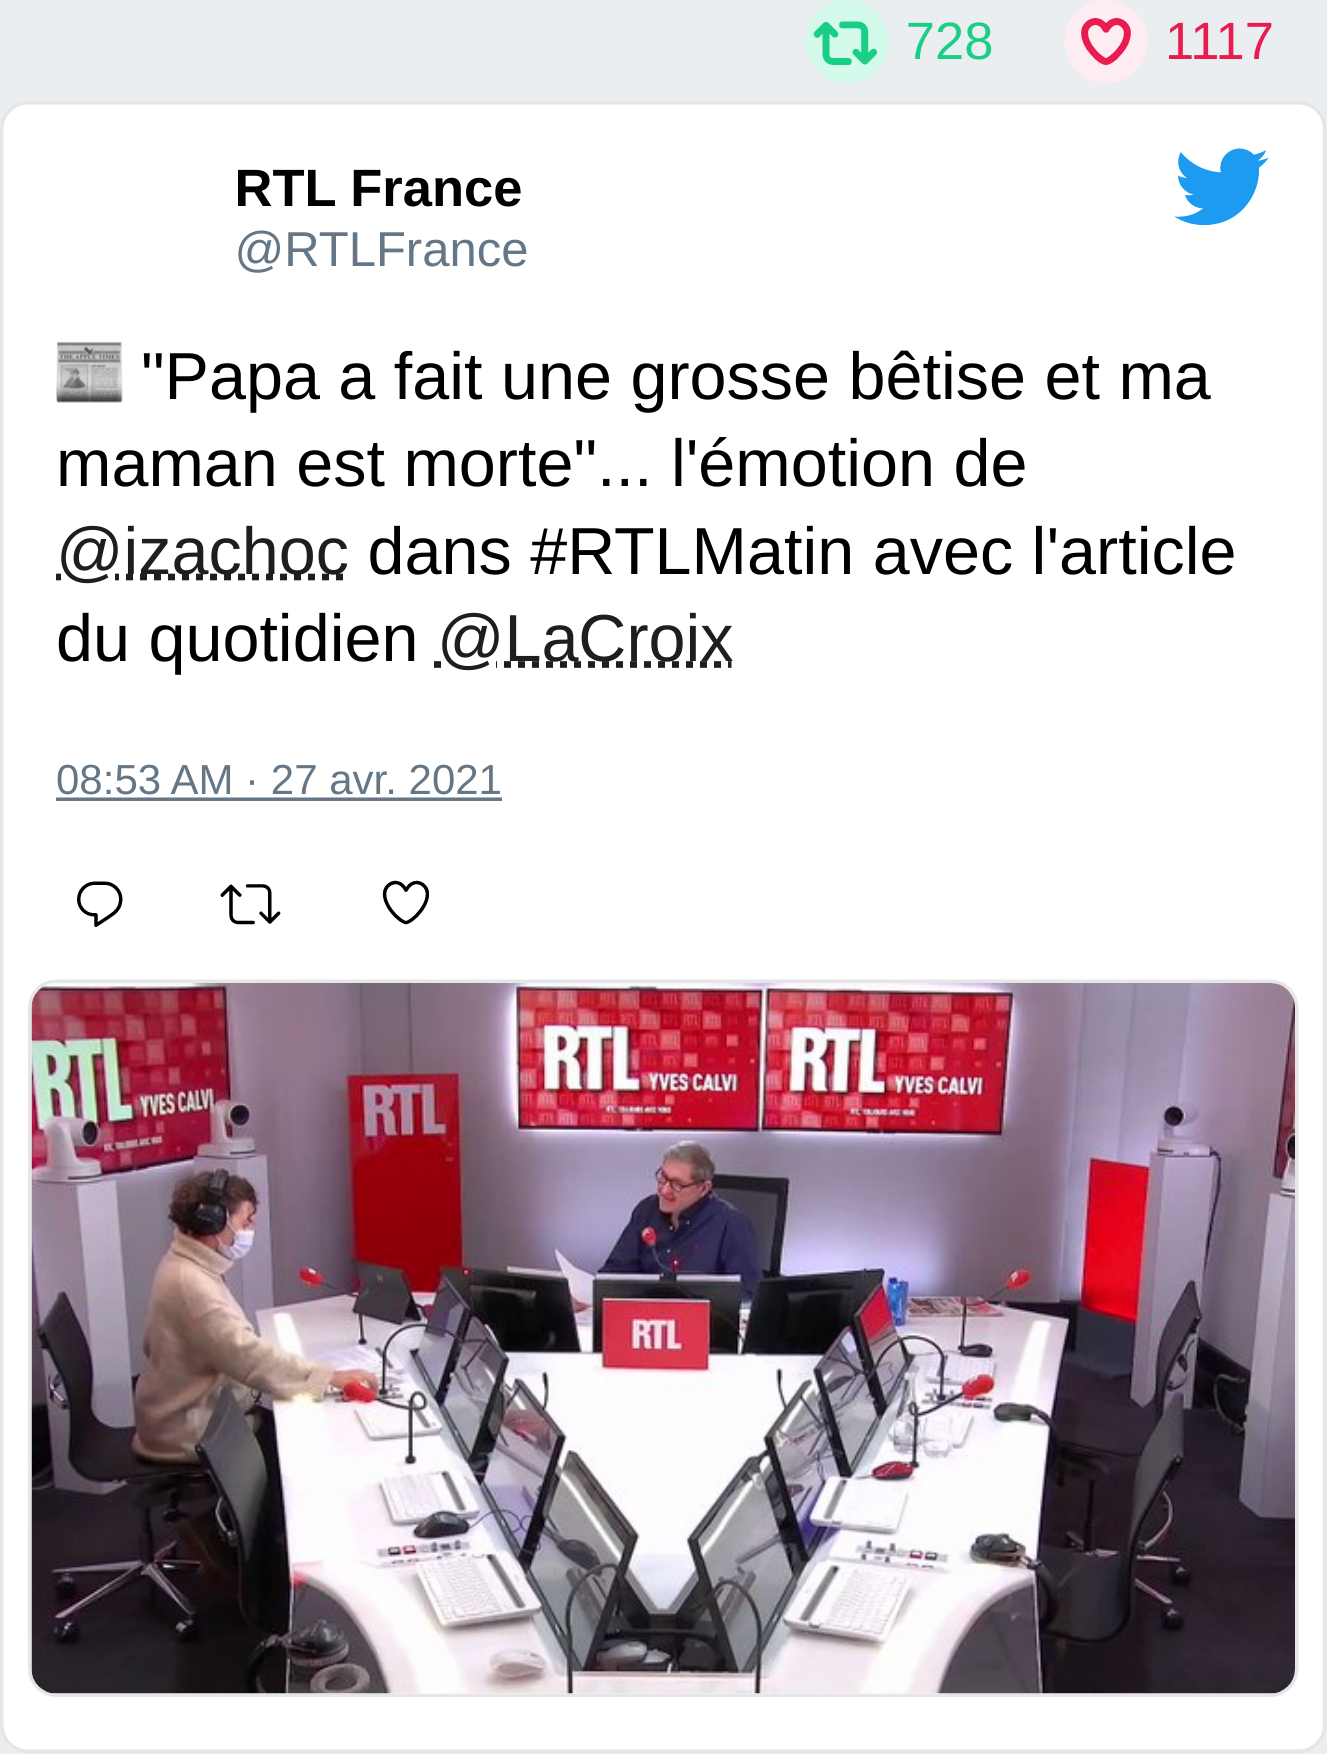 728 1117
RTL France
@RTLFrance
"Papa a fait une grosse bêtise et ma
maman est morte"... l'émotion de
@izachoc dans #RTLMatin avec l'article
du quotidien @LaCroix
08:53 AM · 27 avr. 2021
RTL YVES CALVI
RTL YVES CALVI
RTL YVES CALVI
RTL
RTL